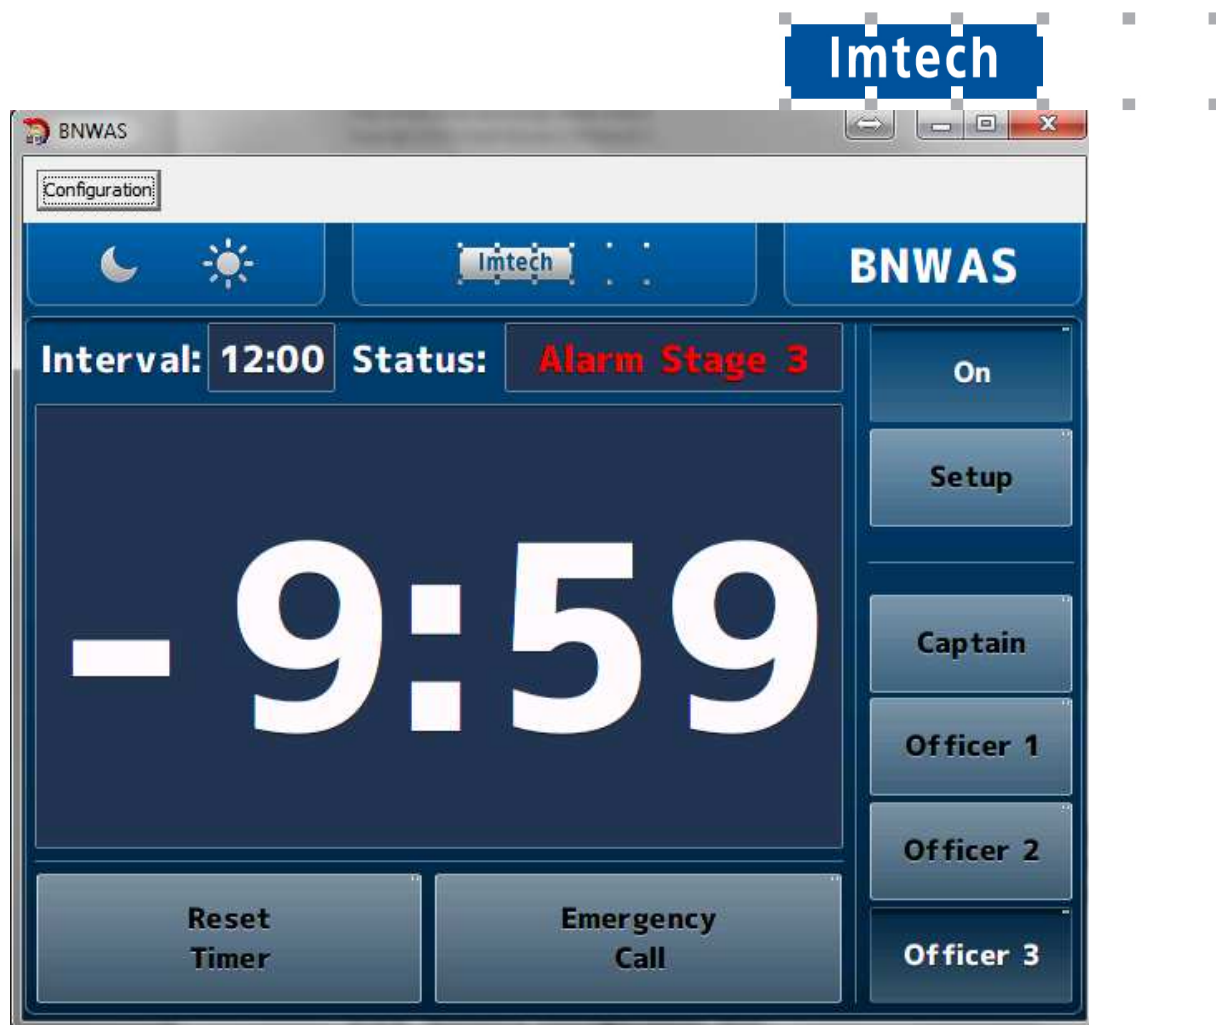 Imtech
BNWAS
Configuration
Imtech
BNWAS
Interval: 12:00 Status: Alarm Stage 3
On
Setup
- 9:59
Captain
Officer 1
Officer 2
Reset
Timer
Emergency
Call
Officer 3